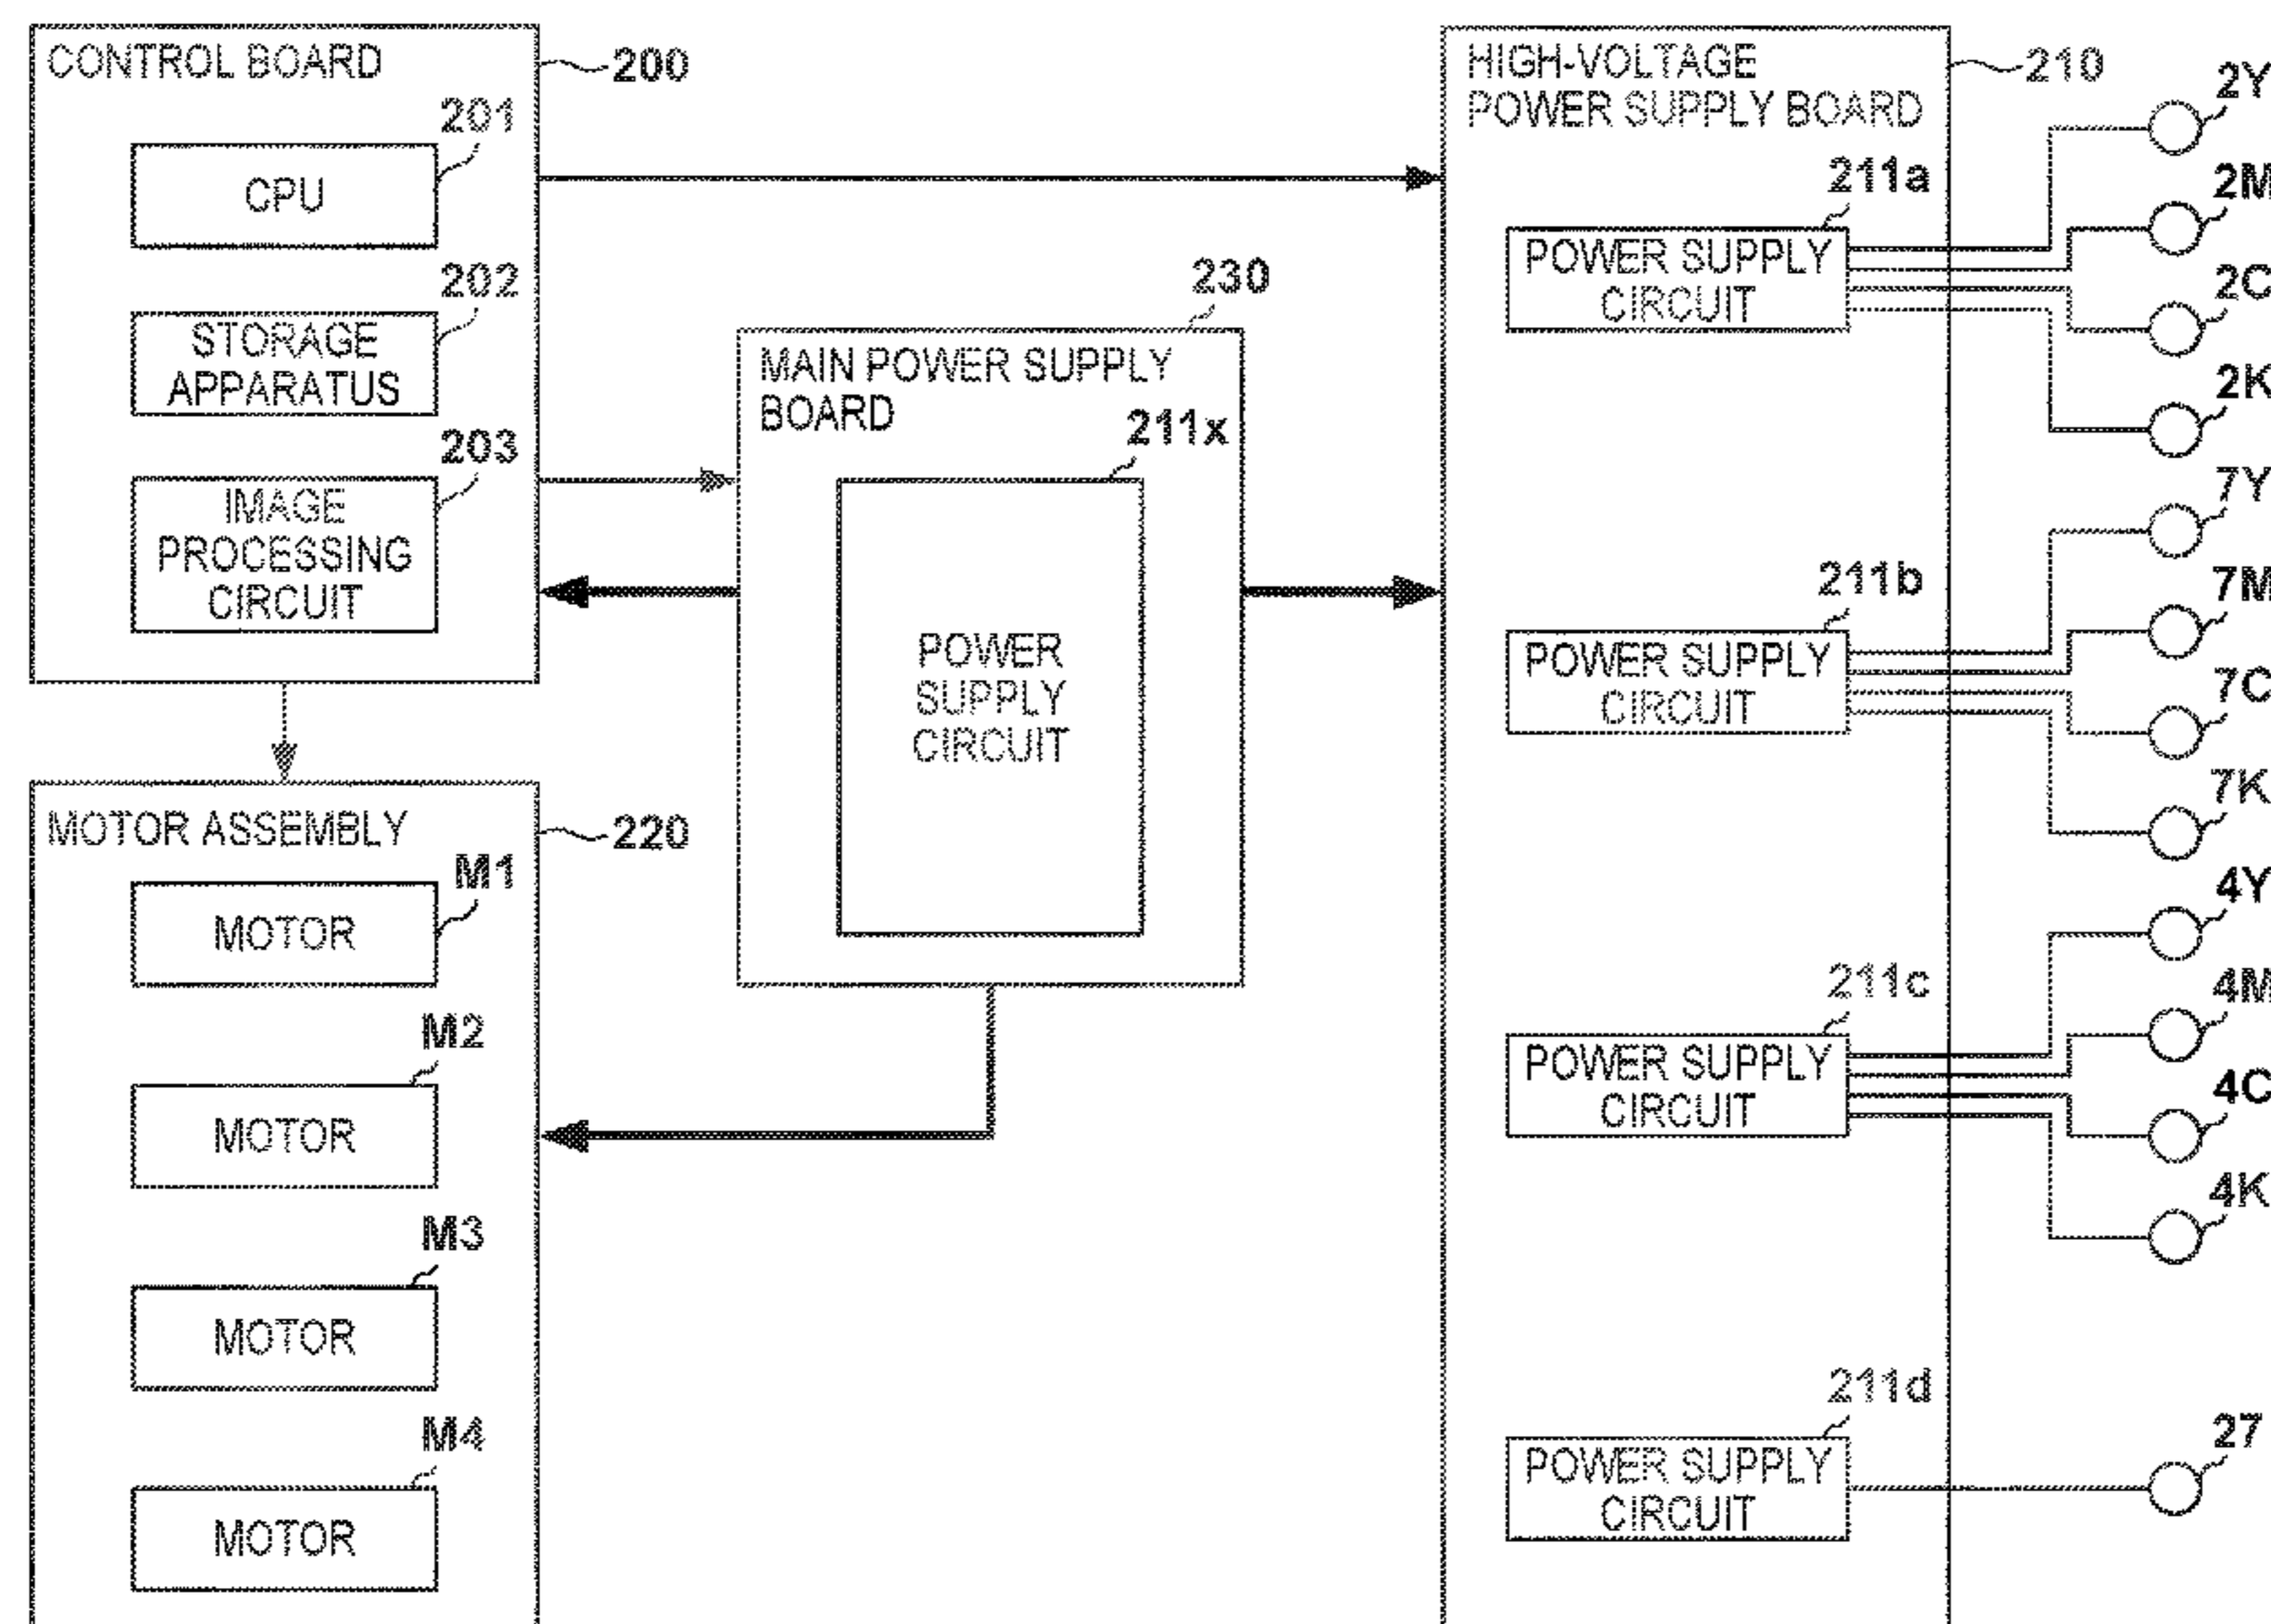 CONTROL BOARD
200
201
CPU
202
STORAGE
APPARATUS
203
IMAGE
PROCESSING
CIRCUIT
MOTOR ASSEMBLY
220
M1
MOTOR
M2
MOTOR
M3
MOTOR
M4
MOTOR
230
MAIN POWER SUPPLY
BOARD
211x
POWER
SUPPLY
CIRCUIT
HIGH-VOLTAGE
POWER SUPPLY BOARD
210
211a
POWER SUPPLY
CIRCUIT
2Y
2M
2C
2K
211b
POWER SUPPLY
CIRCUIT
7Y
7M
7C
7K
211c
POWER SUPPLY
CIRCUIT
4Y
4M
4C
4K
211d
POWER SUPPLY
CIRCUIT
27